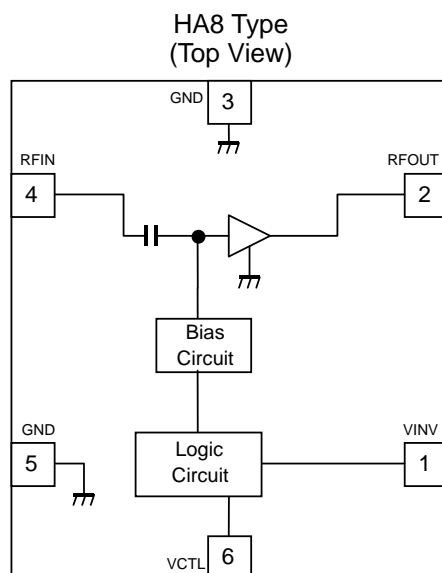 HA8 Type
(Top View)
GND
3
RFIN
4
RFOUT
2
Bias
Circuit
GND
5
Logic
Circuit
VINV
1
VCTL
6